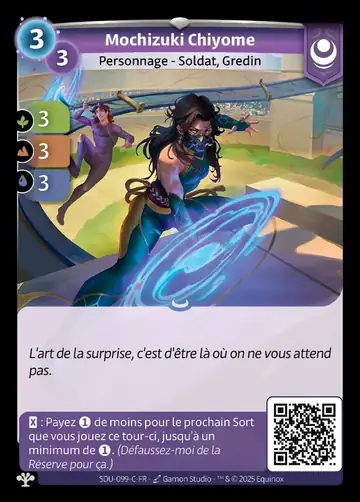 3
Mochizuki Chiyome
3
Personnage - Soldat, Gredin
3
3
3
L'art de la surprise, c'est d'être là où on ne vous attend
pas.
X : Payez 1 de moins pour le prochain Sort
que vous jouez ce tour-ci, jusqu'à un
minimum de 1. (Défaussez-moi de la
Réserve pour ça.)
SDU-099-C-FR - Gamon Studio - ™ & © 2025 Equinox